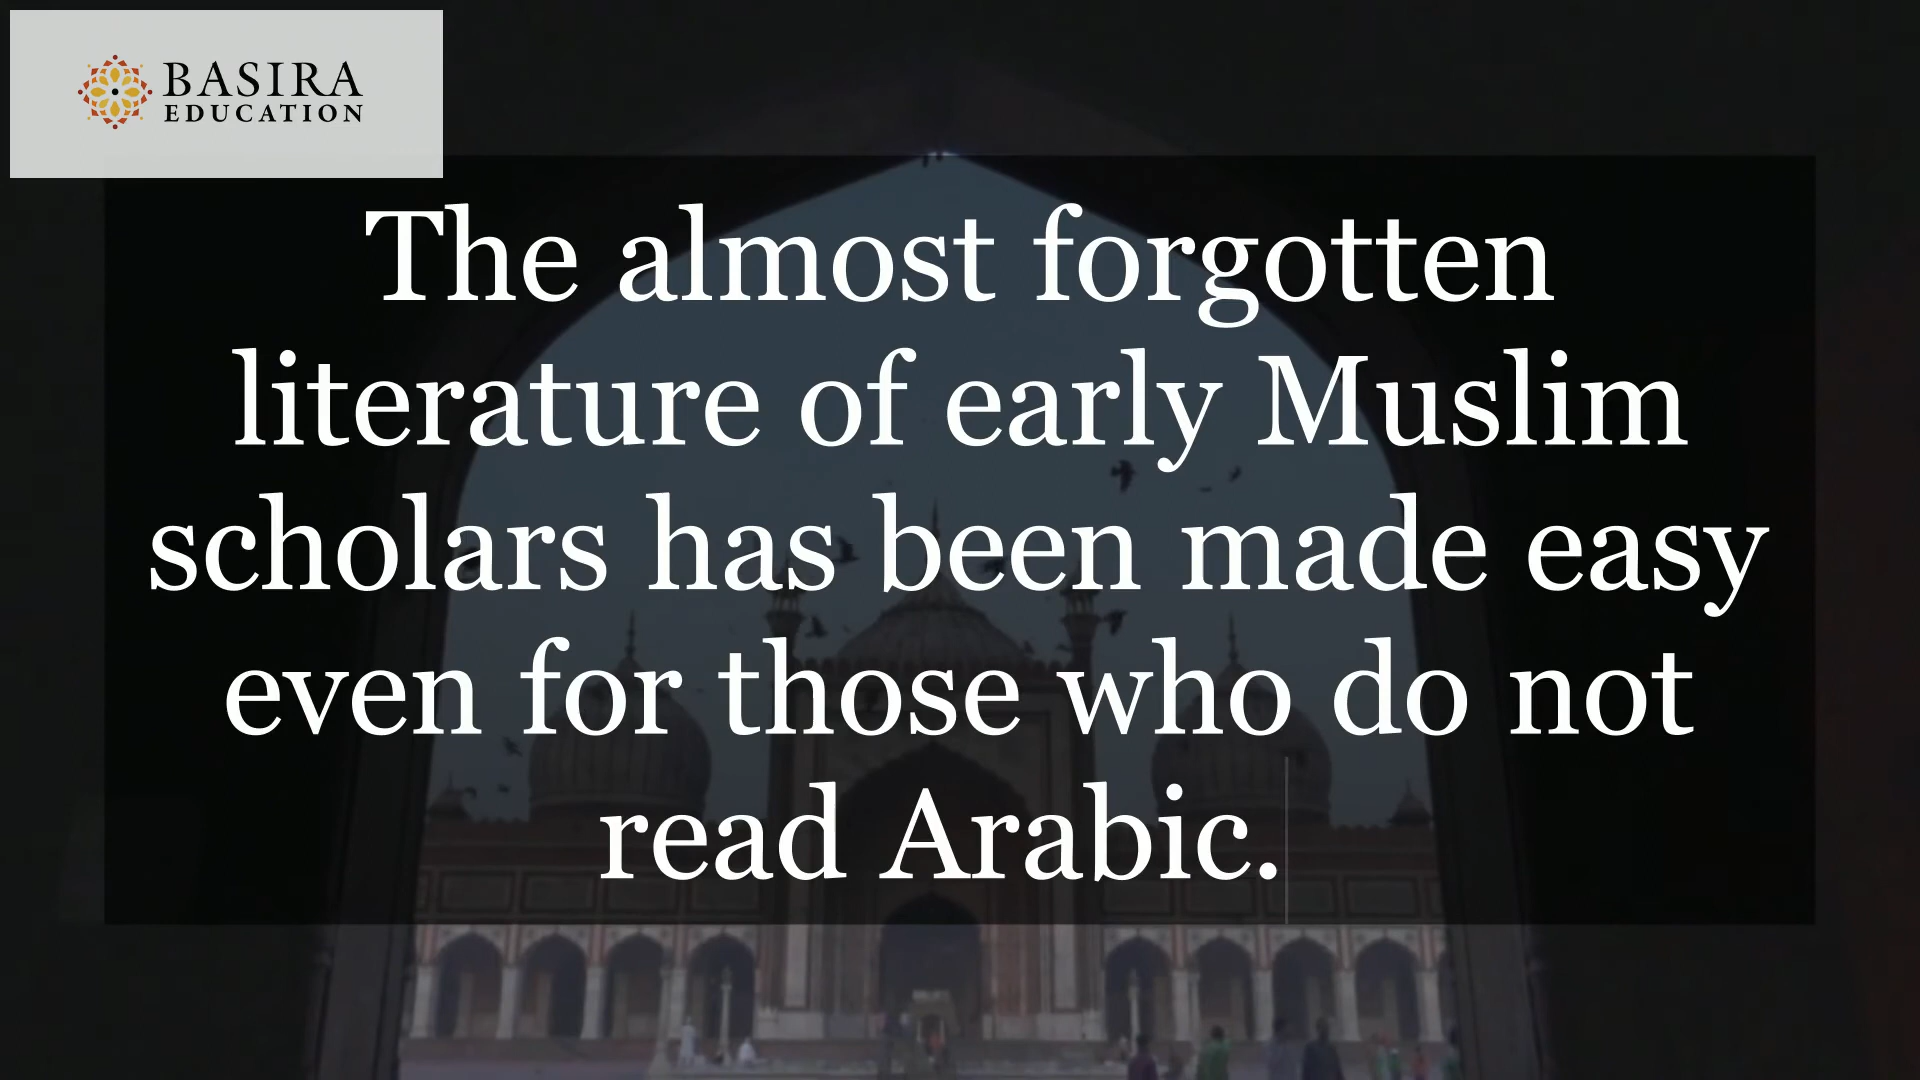 BASIRA
EDUCATION
The almost forgotten
literature of early Muslim
scholars has been made easy
even for those who do not
read Arabic.